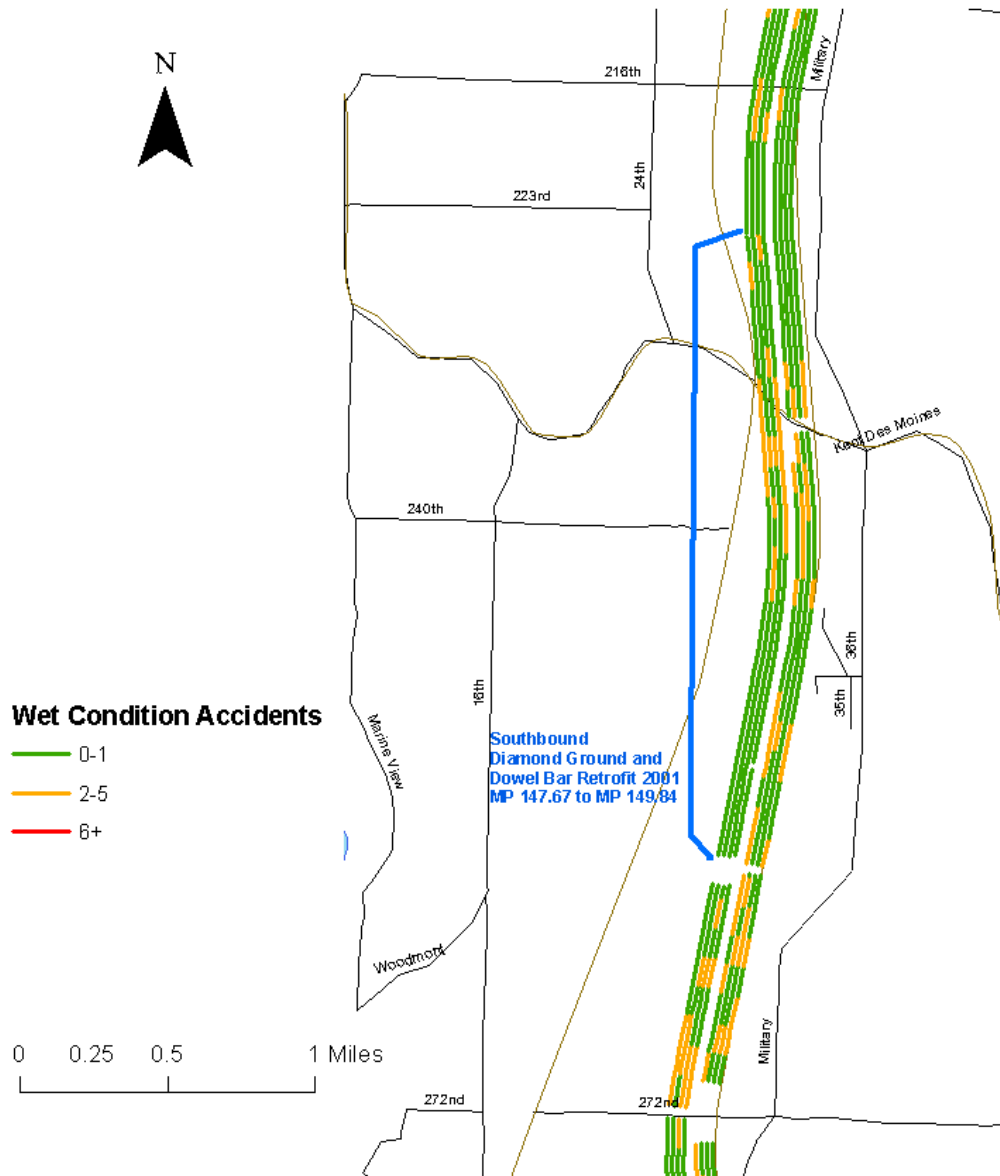 N
216th
Military
24th
223rd
Kent Des Moines
240th
16th
36th
35th
Marine View
Wet Condition Accidents
0-1
2-5
6+
Southbound
Diamond Ground and
Dowel Bar Retrofit 2001
MP 147.67 to MP 149.84
Woodmont
Military
0 0.25 0.5 1 Miles
272nd
272nd